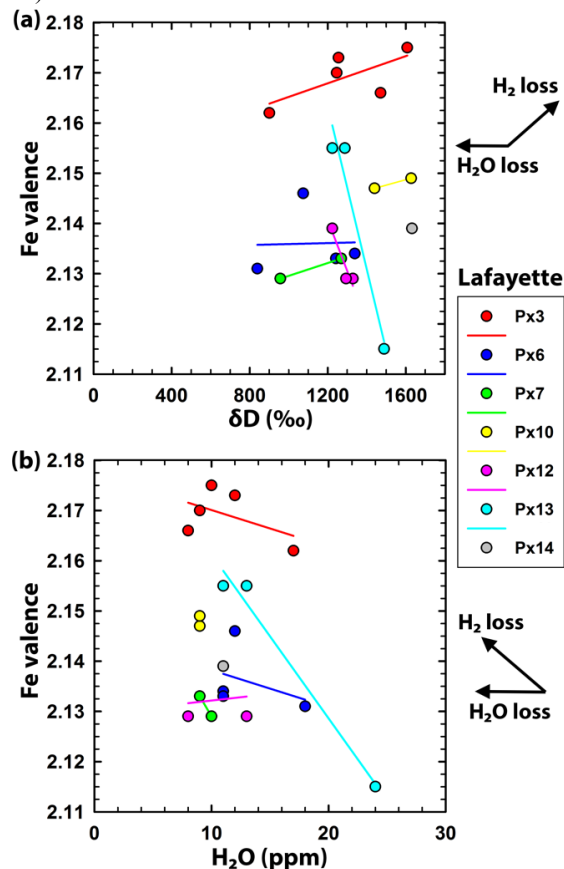 (a)
2.18
2.17
2.16
2.15
2.14
2.13
2.12
2.11
Fe valence
0 400 800 1200 1600
δD (‰)
H2 loss
H2O loss
Lafayette
Px3
Px6
Px7
Px10
Px12
Px13
Px14
(b)
2.18
2.17
2.16
2.15
2.14
2.13
2.12
2.11
Fe valence
0 10 20 30
H2O (ppm)
H2 loss
H2O loss